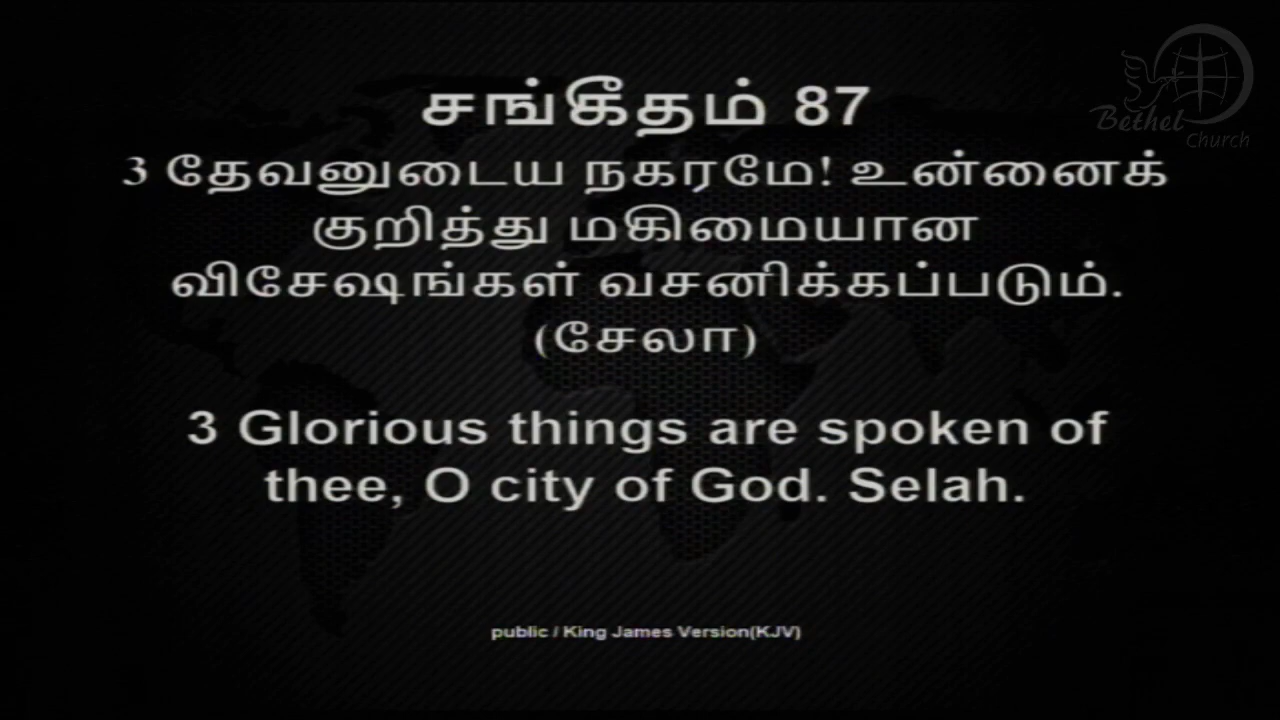 Bethel
Church
சங்கீதம் 87
3 தேவனுடைய நகரமே! உன்னைக்
குறித்து மகிமையான
விசேஷங்கள் வசனிக்கப்படும்.
(சேலா)
3 Glorious things are spoken of
thee, O city of God. Selah.
public / King James Version(KJV)